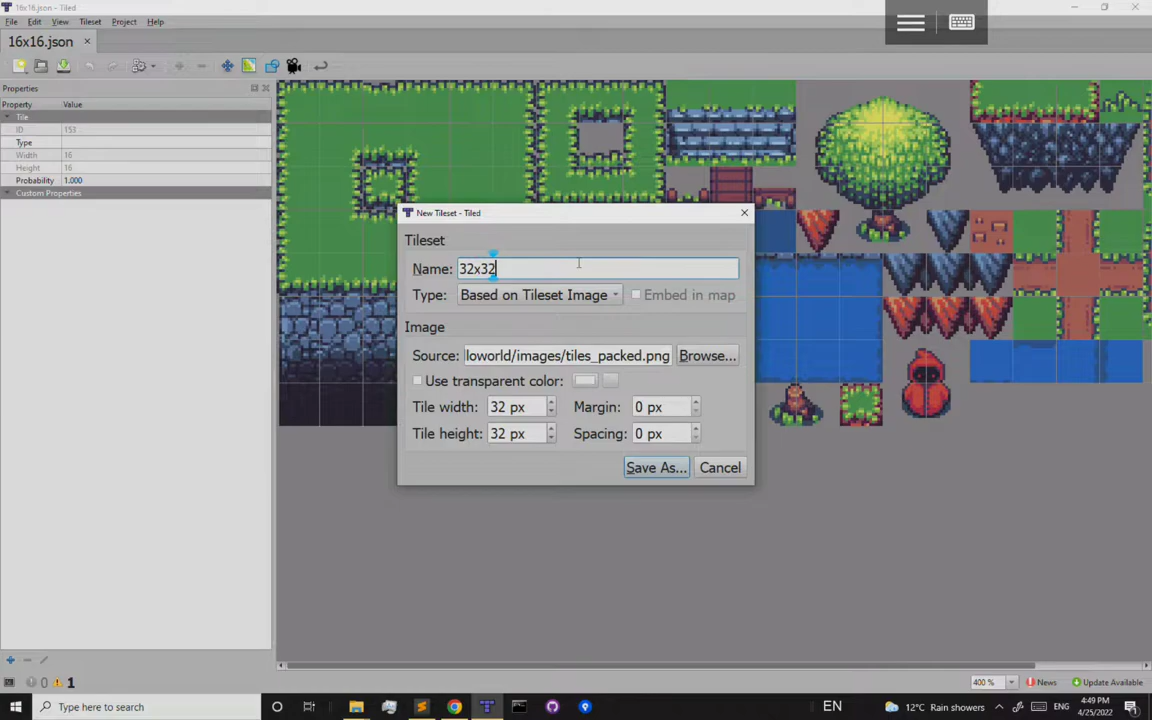 16x16.json - Tiled
File Edit View Tileset Project Help
16x16.json
Properties
Property Value
Tile
ID 153
Type
Width 16
Height 16
Probability 1.000
Custom Properties
New Tileset - Tiled
Tileset
Name: 32x32
Type: Based on Tileset Image Embed in map
Image
Source: loworld/images/tiles_packed.png Browse...
Use transparent color:
Tile width: 32 px Margin: 0 px
Tile height: 32 px Spacing: 0 px
Save As... Cancel
0 1
400 % News Update Available
Type here to search
EN
12°C Rain showers
ENG
4:49 PM
4/25/2022
1